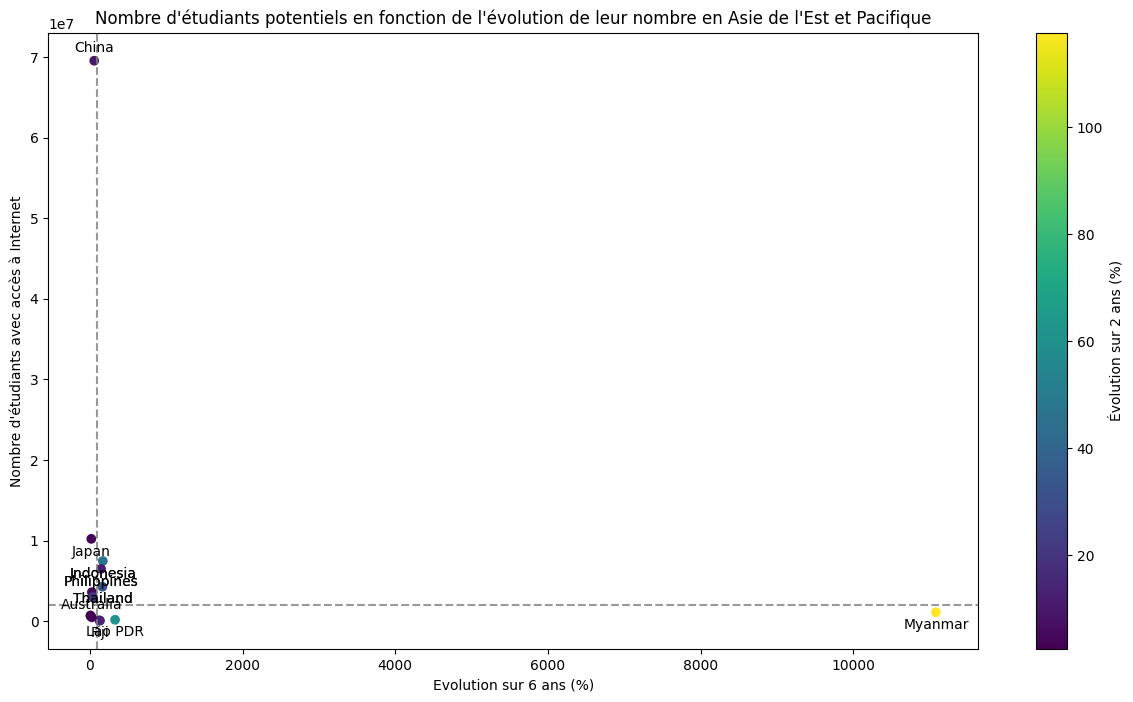 Nombre d'étudiants potentiels en fonction de l'évolution de leur nombre en Asie de l'Est et Pacifique
1e7
7
6
5
4
3
2
1
0
Nombre d'étudiants avec accès à Internet
China
Japan
Indonesia
Philippines
Thailand
Australia
Fiji
Lao PDR
Myanmar
0
2000
4000
6000
8000
10000
Evolution sur 6 ans (%)
100
80
60
40
20
Évolution sur 2 ans (%)